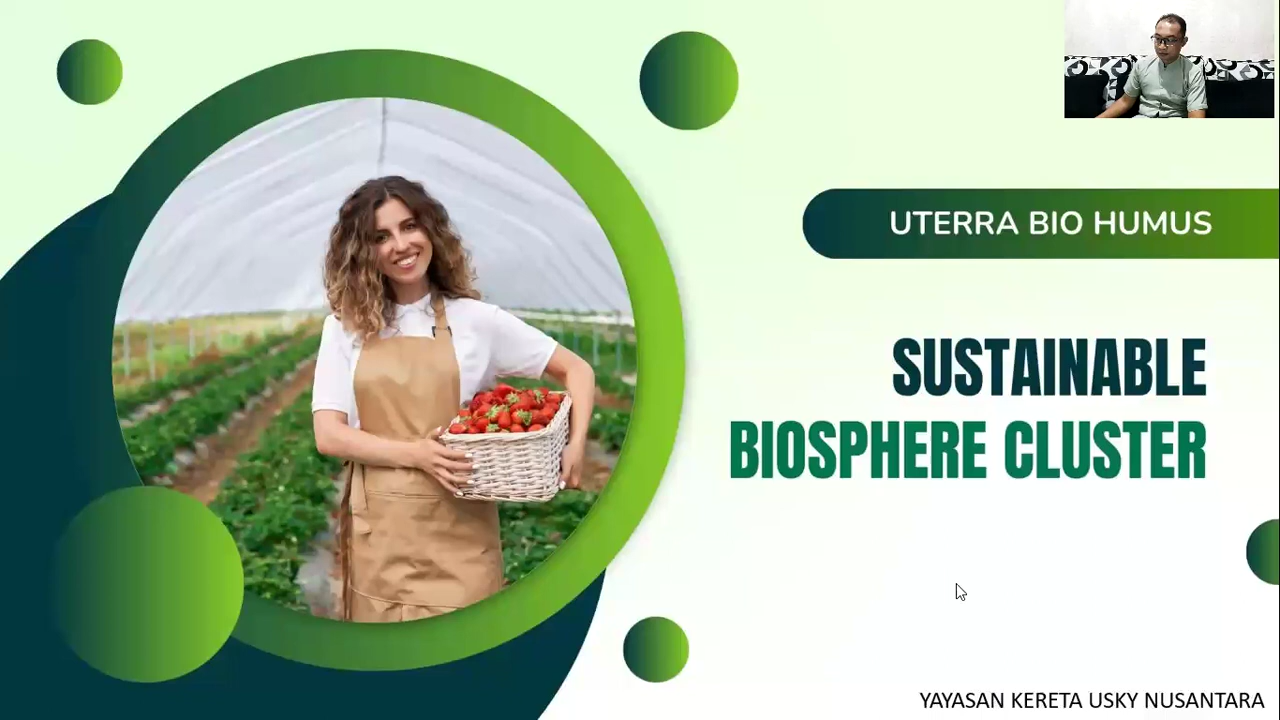 UTERRA BIO HUMUS
SUSTAINABLE
BIOSPHERE CLUSTER
YAYASAN KERETA USKY NUSANTARA